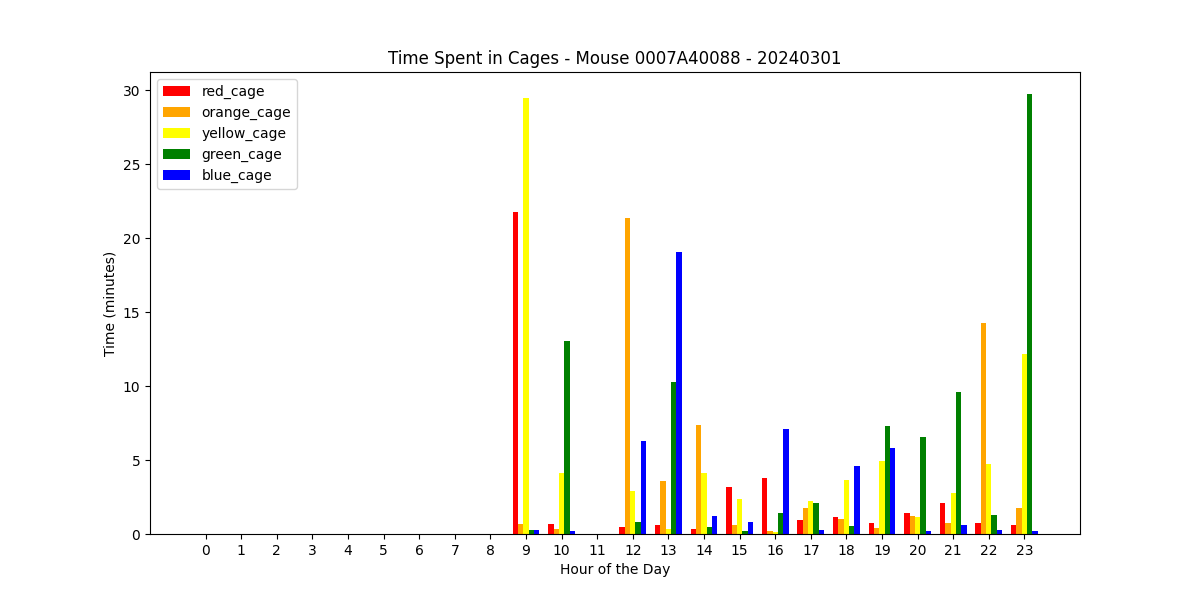 Time Spent in Cages - Mouse 0007A40088 - 20240301
red_cage
orange_cage
yellow_cage
green_cage
blue_cage
Time (minutes)
30
25
20
15
10
5
0
0 1 2 3 4 5 6 7 8 9 10 11 12 13 14 15 16 17 18 19 20 21 22 23
Hour of the Day